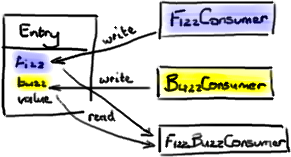 Entry
fizz
buzz
value
write
FizzConsumer
write
BuzzConsumer
read
FizzBuzzConsumer